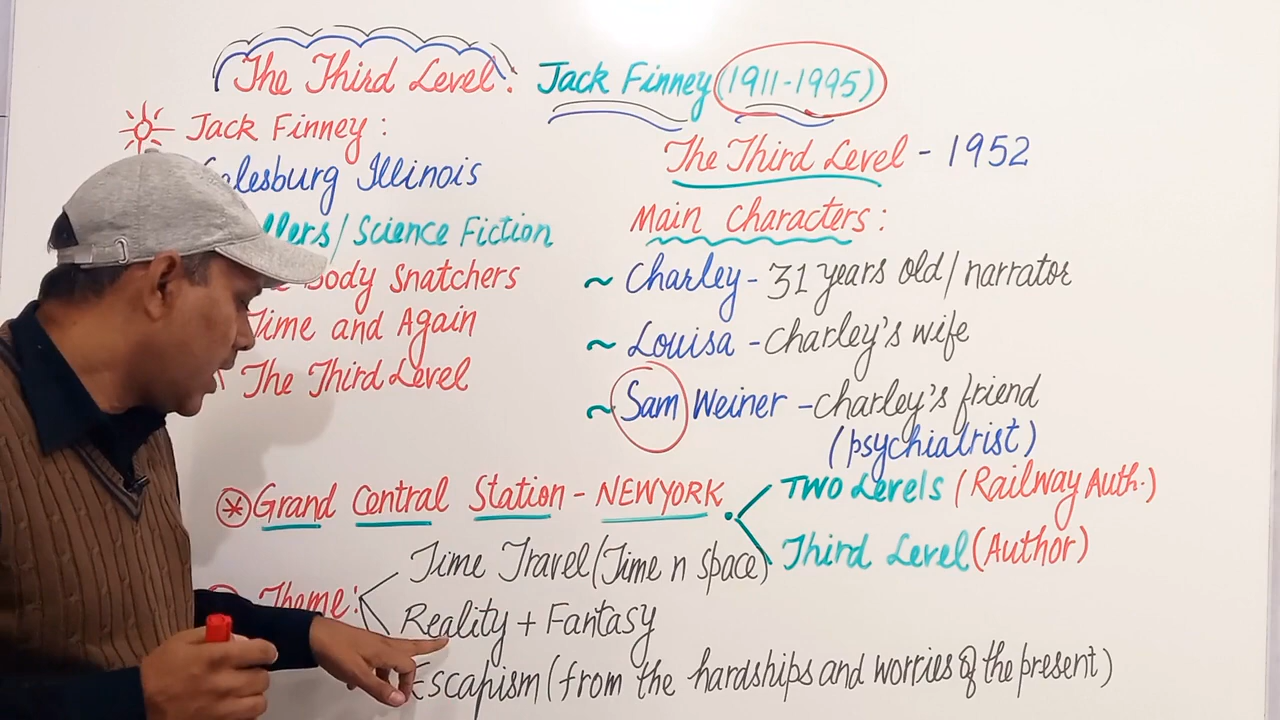 The Third Level : Jack Finney (1911-1995)
Jack Finney :
Galesburg Illinois
/ Science Fiction
Body Snatchers
Time and Again
The Third Level
The Third Level - 1952
Main Characters :
~ Charley - 31 years old / narrator
~ Louisa - Charley's wife
~ Sam Weiner - Charley's friend
(psychiatrist)
Grand Central Station - NEWYORK
Two Levels (Railway Auth.)
Third Level (Author)
Theme :
Time Travel (Time n Space)
Reality + Fantasy
Escapism (from the hardships and worries of the present)